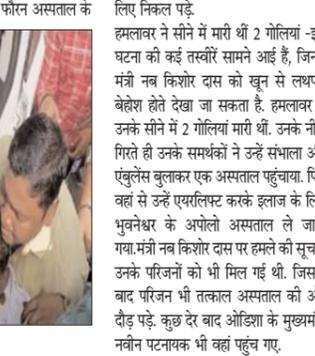 फौरन अस्पताल के
लिए निकल पड़े.
हमलावर ने सीने में मारी थीं 2 गोलियां -इ
घटना की कई तस्वीरें सामने आई हैं, जिन
मंत्री नब किशोर दास को खून से लथप
बेहोश होते देखा जा सकता है. हमलावर
उनके सीने में 2 गोलियां मारी थीं. उनके नी
गिरते ही उनके समर्थकों ने उन्हें संभाला औ
एंबुलेंस बुलाकर एक अस्पताल पहुंचाया. फि
वहां से उन्हें एयरलिफ्ट करके इलाज के लि
भुवनेश्वर के अपोलो अस्पताल ले जा
गया.मंत्री नब किशोर दास पर हमले की सूच
उनके परिजनों को भी मिल गई थी. जिस
बाद परिजन भी तत्काल अस्पताल की ओ
दौड़ पड़े. कुछ देर बाद ओडिशा के मुख्यमं
नवीन पटनायक भी वहां पहुंच गए.